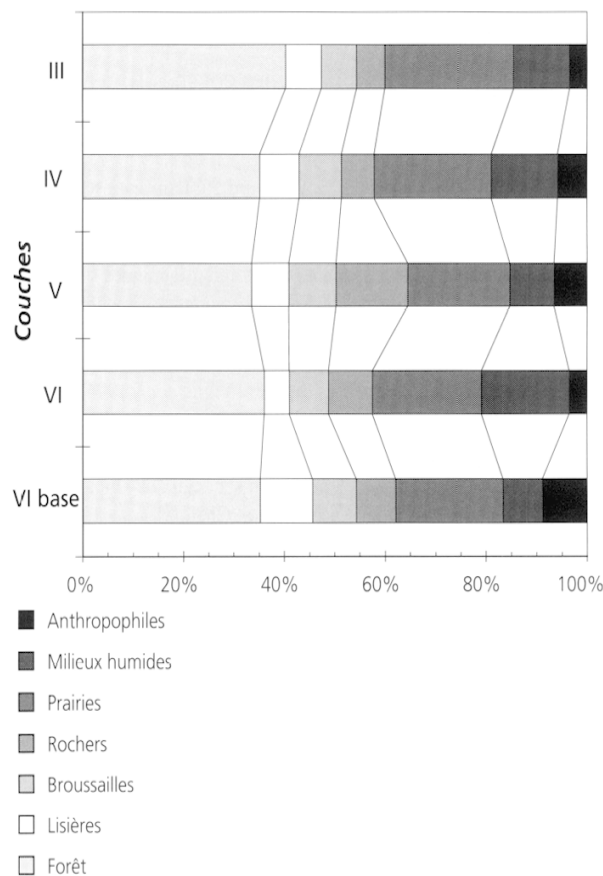 III
IV
Couches
V
VI
VI base
0% 20% 40% 60% 80% 100%
Anthropophiles
Milieux humides
Prairies
Rochers
Broussailles
Lisières
Forêt